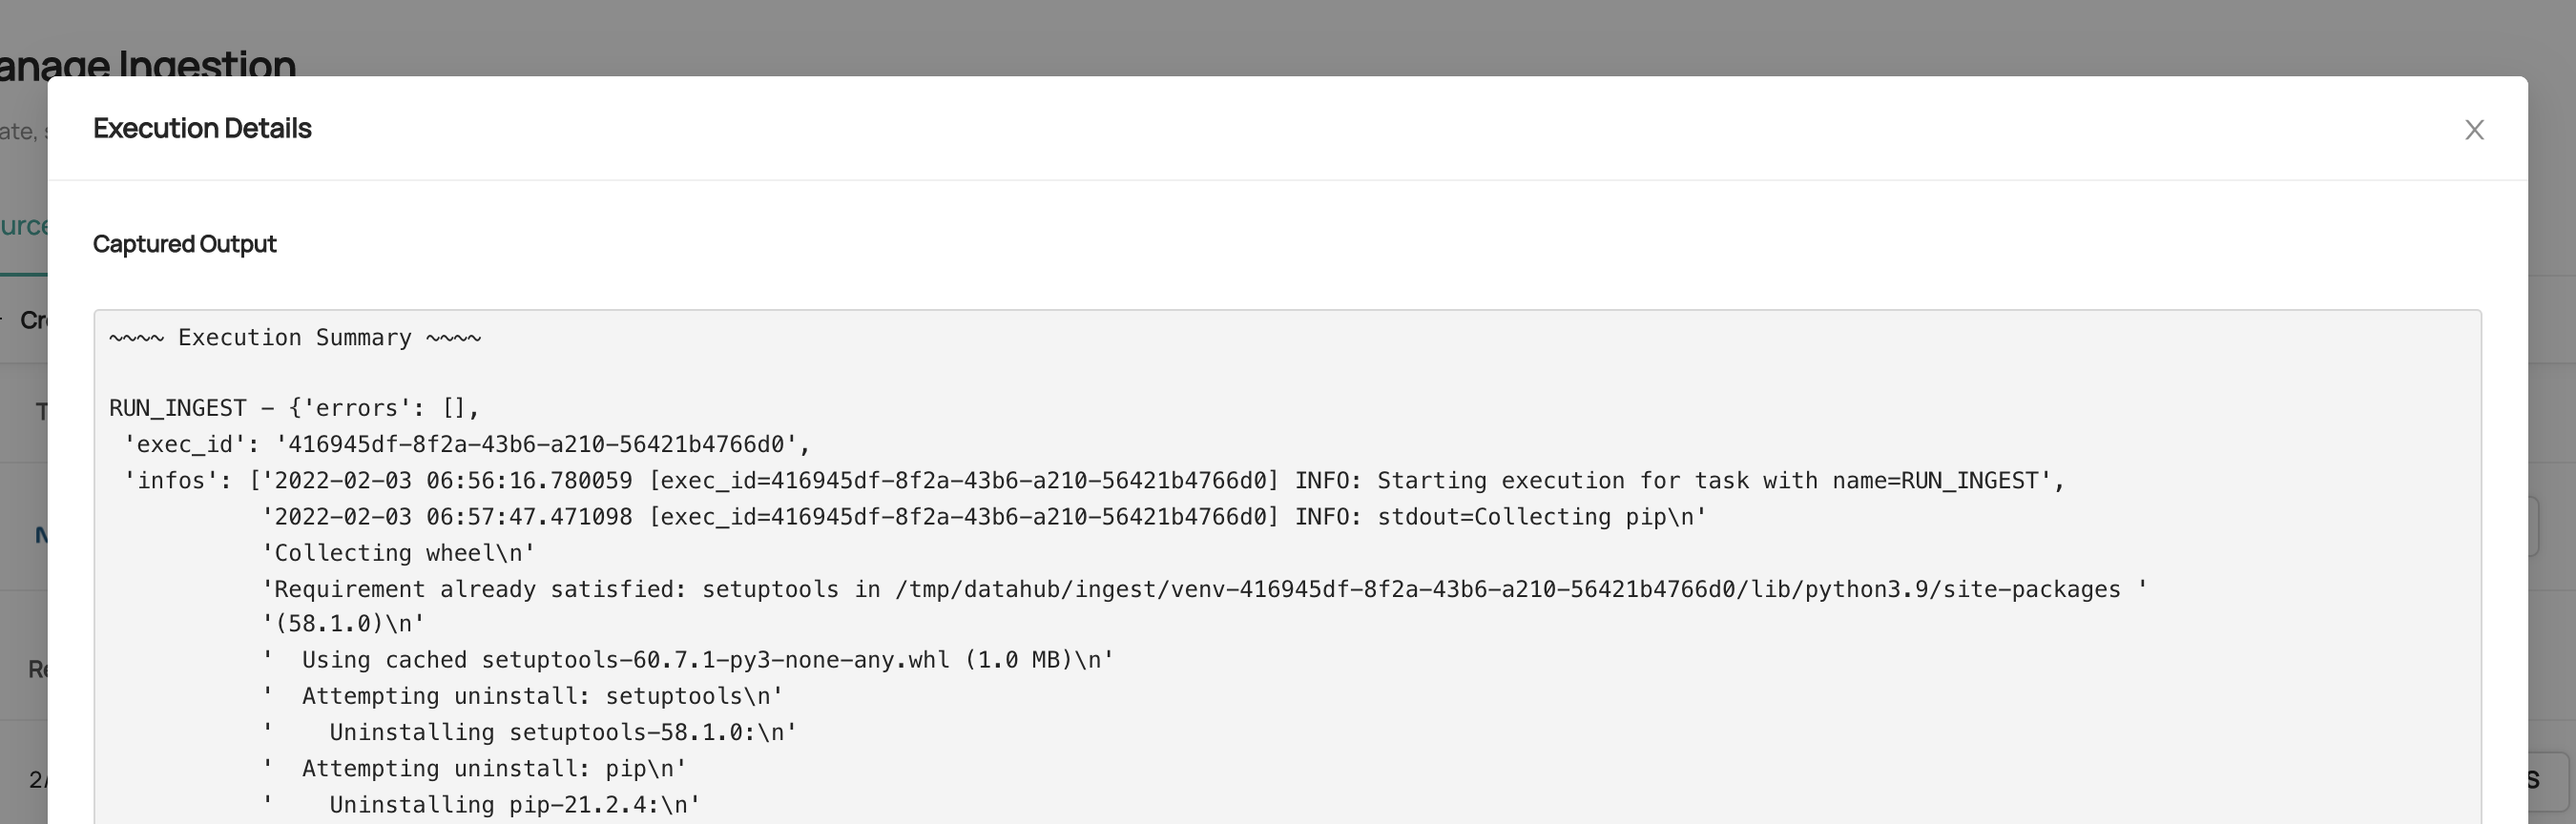 anage Ingestion
ate, s
Execution Details
urce
Captured Output
Cre
~~~~ Execution Summary ~~~~
RUN_INGEST - {'errors': [],
 'exec_id': '416945df-8f2a-43b6-a210-56421b4766d0',
 'infos': ['2022-02-03 06:56:16.780059 [exec_id=416945df-8f2a-43b6-a210-56421b4766d0] INFO: Starting execution for task with name=RUN_INGEST',
           '2022-02-03 06:57:47.471098 [exec_id=416945df-8f2a-43b6-a210-56421b4766d0] INFO: stdout=Collecting pip\n'
           'Collecting wheel\n'
           'Requirement already satisfied: setuptools in /tmp/datahub/ingest/venv-416945df-8f2a-43b6-a210-56421b4766d0/lib/python3.9/site-packages '
           '(58.1.0)\n'
           '  Using cached setuptools-60.7.1-py3-none-any.whl (1.0 MB)\n'
           '  Attempting uninstall: setuptools\n'
           '    Uninstalling setuptools-58.1.0:\n'
           '  Attempting uninstall: pip\n'
           '    Uninstalling pip-21.2.4:\n'